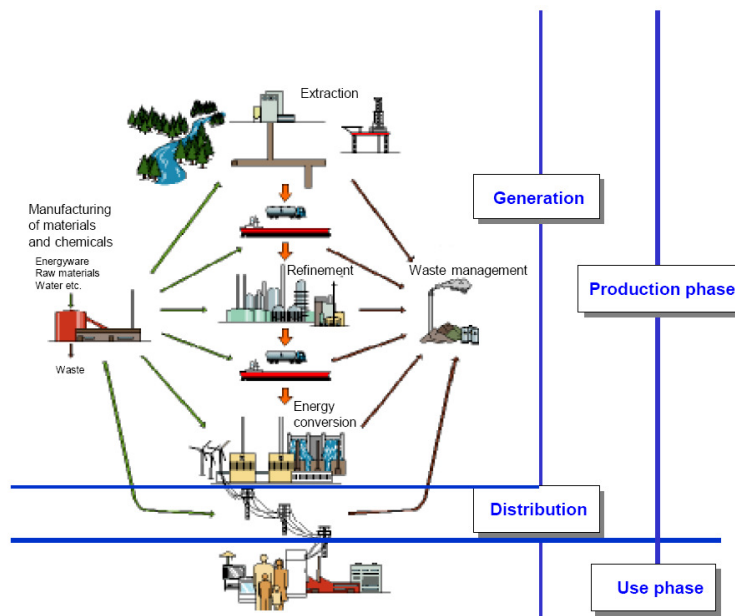 Extraction
Generation
Manufacturing
of materials
and chemicals
Energyware
Raw materials
Water etc.
Refinement
Waste management
Production phase
Waste
Energy
conversion
Distribution
Use phase